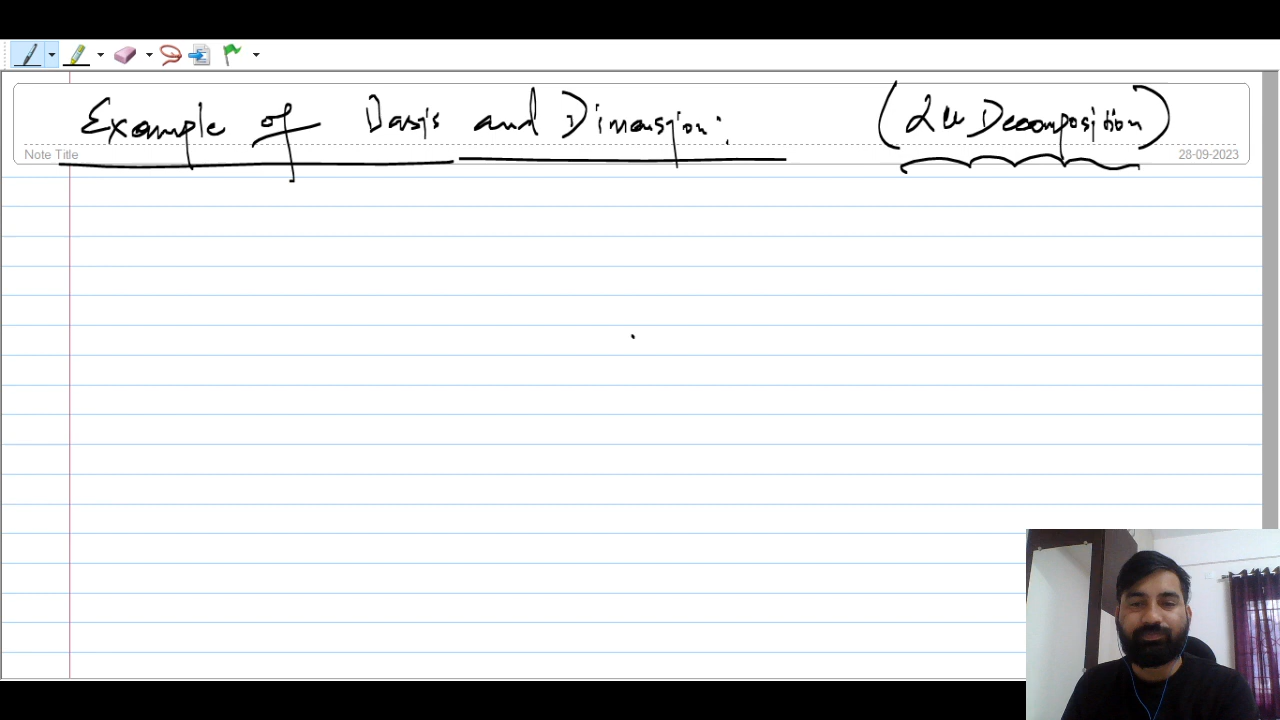 Example of Basis and Dimension: (LU Decomposition)
Note Title
28-09-2023